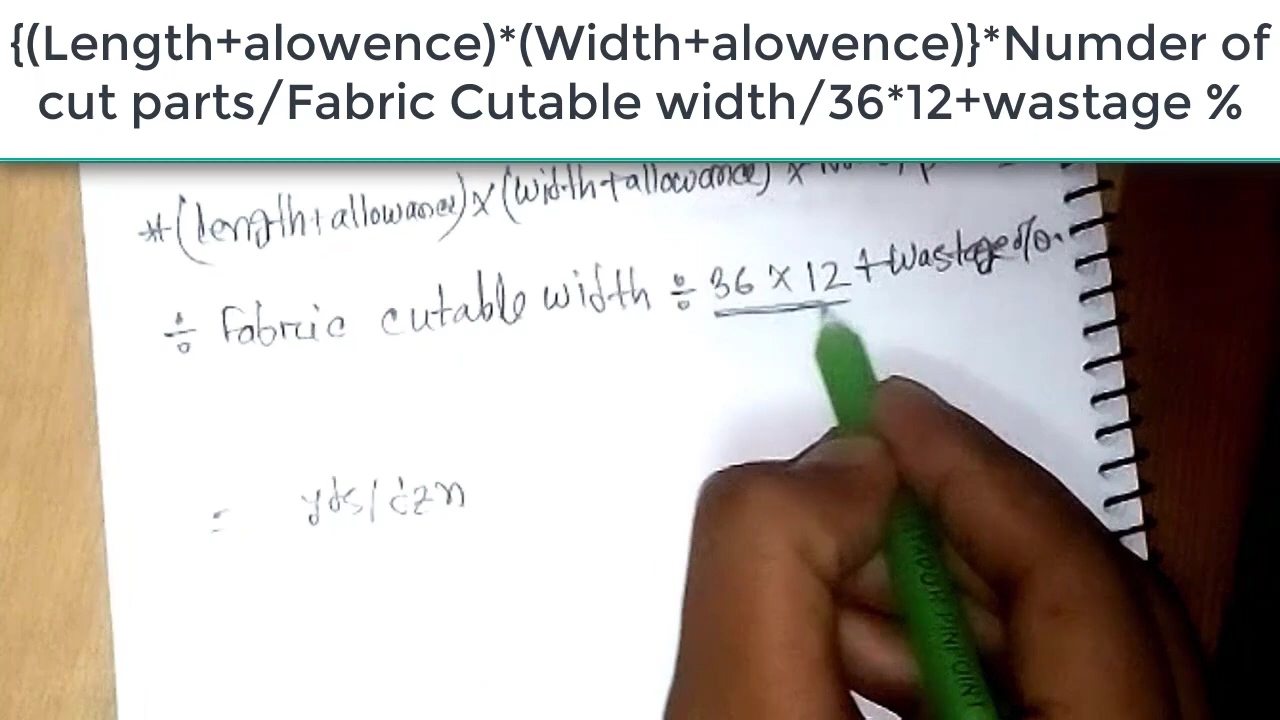 {(Length+alowence)*(Width+alowence)}*Numder of
cut parts/Fabric Cutable width/36*12+wastage %
*(length+allowance)x(width+allowance) x
÷ Fabric cutable width ÷ 36 x 12 +wastage%.
= yds/dzn